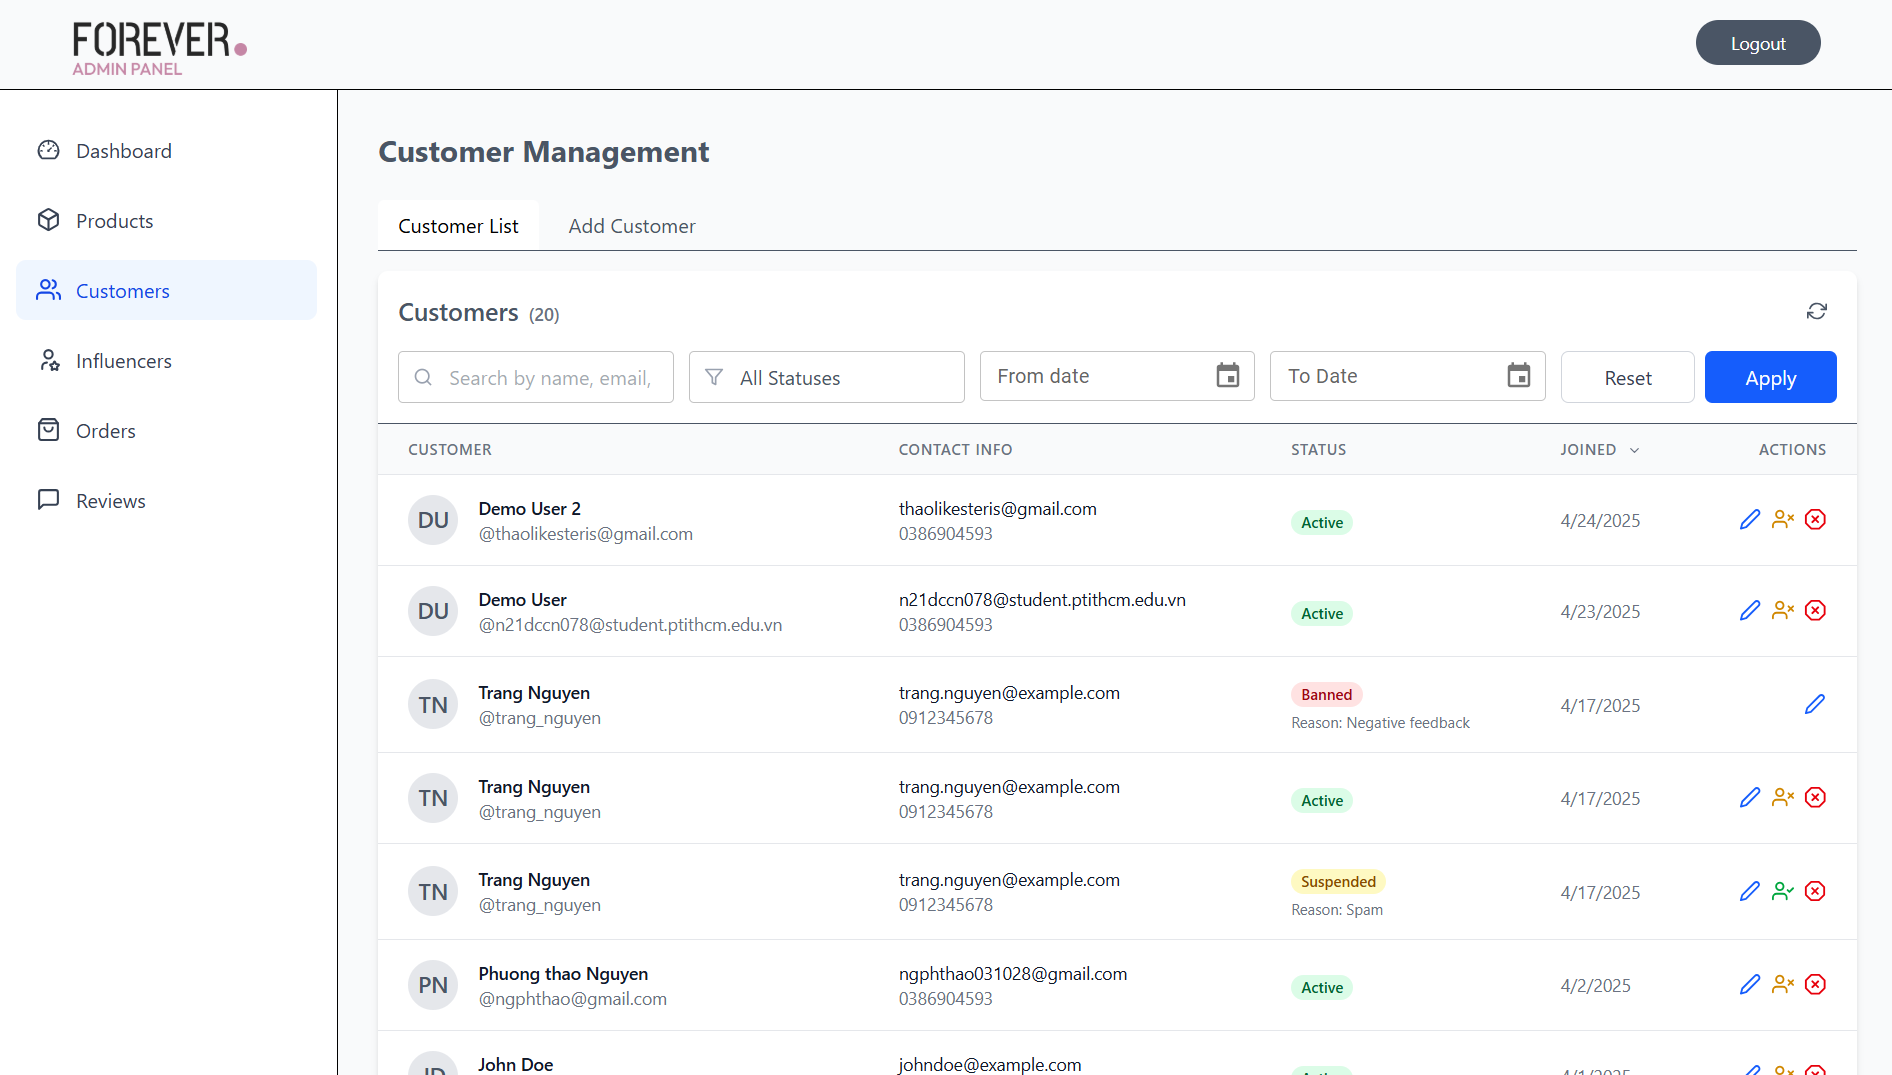 FOREVER.
ADMIN PANEL
Logout
Dashboard
Products
Customers
Influencers
Orders
Reviews
Customer Management
Customer List
Add Customer
Customers (20)
Search by name, email,
All Statuses
From date
To Date
Reset
Apply
CUSTOMER
CONTACT INFO
STATUS
JOINED
ACTIONS
DU
Demo User 2
@thaolikesteris@gmail.com
thaolikesteris@gmail.com
0386904593
Active
4/24/2025
DU
Demo User
@n21dccn078@student.ptithcm.edu.vn
n21dccn078@student.ptithcm.edu.vn
0386904593
Active
4/23/2025
TN
Trang Nguyen
@trang_nguyen
trang.nguyen@example.com
0912345678
Banned
Reason: Negative feedback
4/17/2025
TN
Trang Nguyen
@trang_nguyen
trang.nguyen@example.com
0912345678
Active
4/17/2025
TN
Trang Nguyen
@trang_nguyen
trang.nguyen@example.com
0912345678
Suspended
Reason: Spam
4/17/2025
PN
Phuong thao Nguyen
@ngphthao@gmail.com
ngphthao031028@gmail.com
0386904593
Active
4/2/2025
John Doe
johndoe@example.com